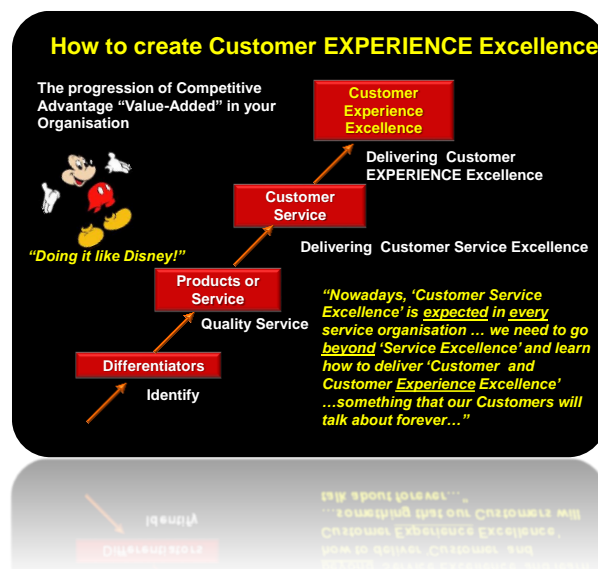 How to create Customer EXPERIENCE Excellence
The progression of Competitive
Advantage “Value-Added” in your
Organisation
Customer
Experience
Excellence
Delivering Customer
EXPERIENCE Excellence
Customer
Service
“Doing it like Disney!”
Delivering Customer Service Excellence
Products or
Service
Quality Service
“Nowadays, ‘Customer Service
Excellence’ is expected in every
service organisation … we need to go
beyond ‘Service Excellence’ and learn
how to deliver ‘Customer and
Customer Experience Excellence’
…something that our Customers will
talk about forever…”
Differentiators
Identify